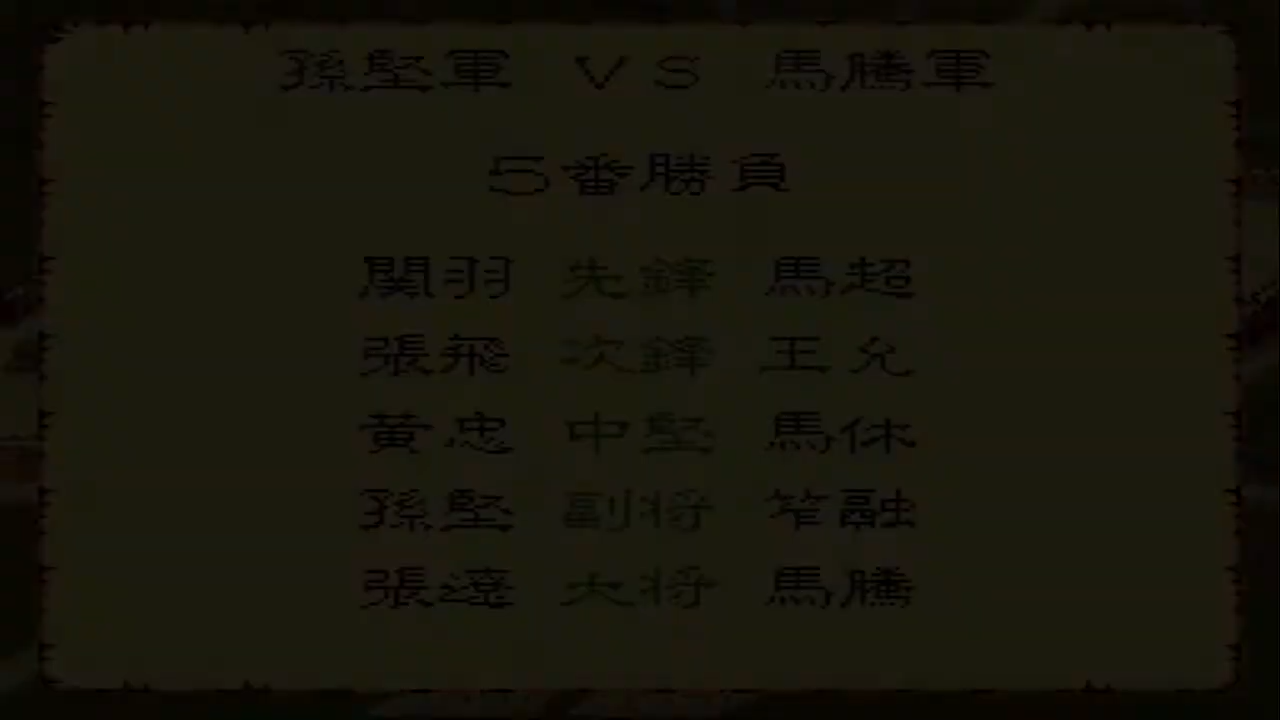 孫堅軍 VS 馬騰軍
5番勝負
関羽 先鋒 馬超
張飛 次鋒 王允
黄忠 中堅 馬休
孫堅 副将 笮融
張遼 大将 馬騰